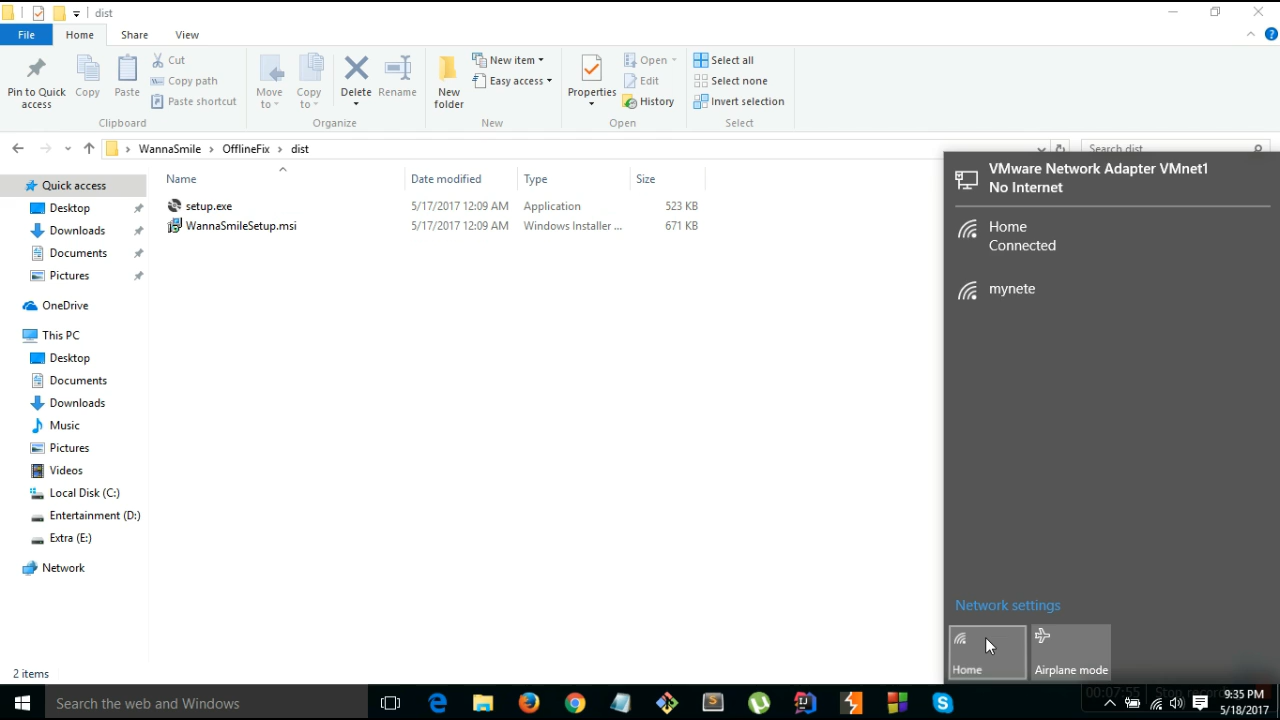 dist
File
Home
Share
View
Pin to Quick access
Copy
Paste
Cut
Copy path
Paste shortcut
Clipboard
Move to
Copy to
Delete
Rename
Organize
New folder
New item
Easy access
New
Properties
Open
Edit
History
Open
Select all
Select none
Invert selection
Select
WannaSmile > OfflineFix > dist
Search dist
Name Date modified Type Size
setup.exe 5/17/2017 12:09 AM Application 523 KB
WannaSmileSetup.msi 5/17/2017 12:09 AM Windows Installer ... 671 KB
Quick access
Desktop
Downloads
Documents
Pictures
OneDrive
This PC
Desktop
Documents
Downloads
Music
Pictures
Videos
Local Disk (C:)
Entertainment (D:)
Extra (E:)
Network
2 items
VMware Network Adapter VMnet1
No Internet
Home
Connected
mynete
Network settings
Home
Airplane mode
Search the web and Windows
00:07:55 Stop
9:35 PM
5/18/2017